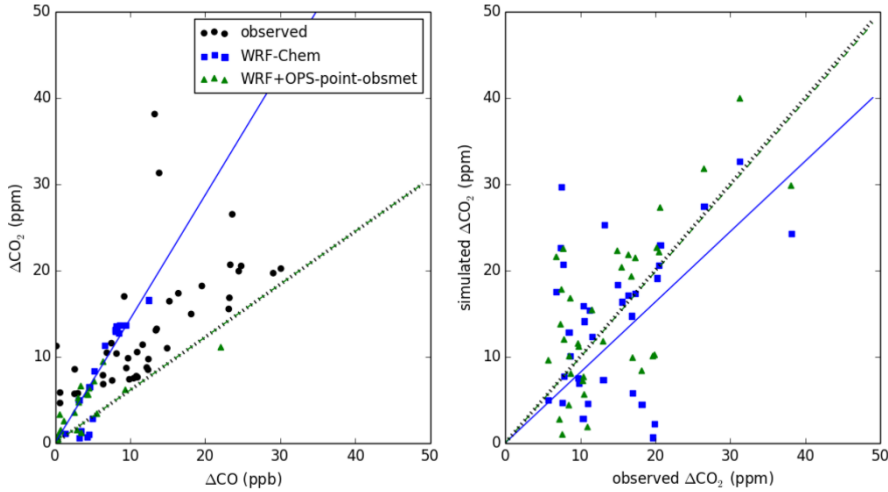 50
40
30
20
10
0
ΔCO₂ (ppm)
0 10 20 30 40 50
ΔCO (ppb)
observed
WRF-Chem
WRF+OPS-point-obsmet
50
40
30
20
10
0
simulated ΔCO₂ (ppm)
0 10 20 30 40 50
observed ΔCO₂ (ppm)